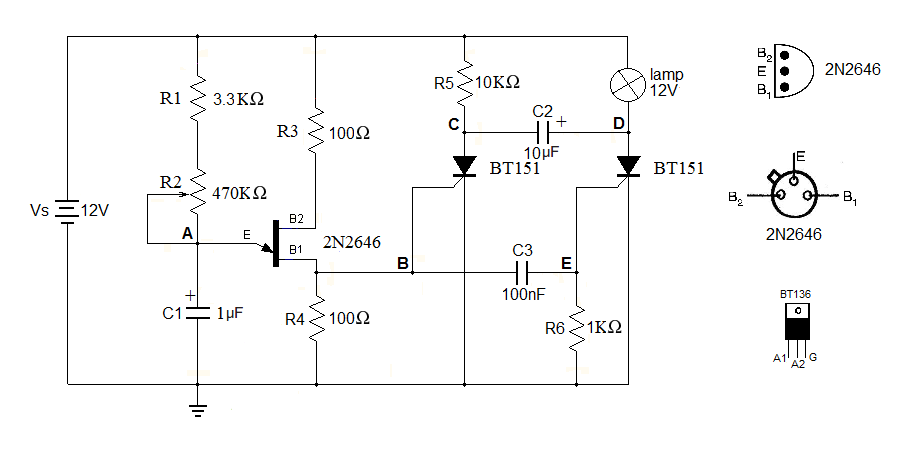 R1 3.3KΩ
R2 470KΩ
R3 100Ω
R5 10KΩ
lamp
12V
C
C2 +
10µF
D
BT151
BT151
Vs 12V
A
E
B2
B1
2N2646
B
C3
100nF
E
+
C1 1µF
R4 100Ω
R6 1KΩ
B2
E
B1
2N2646
E
B2
B1
2N2646
BT136
A1 A2 G